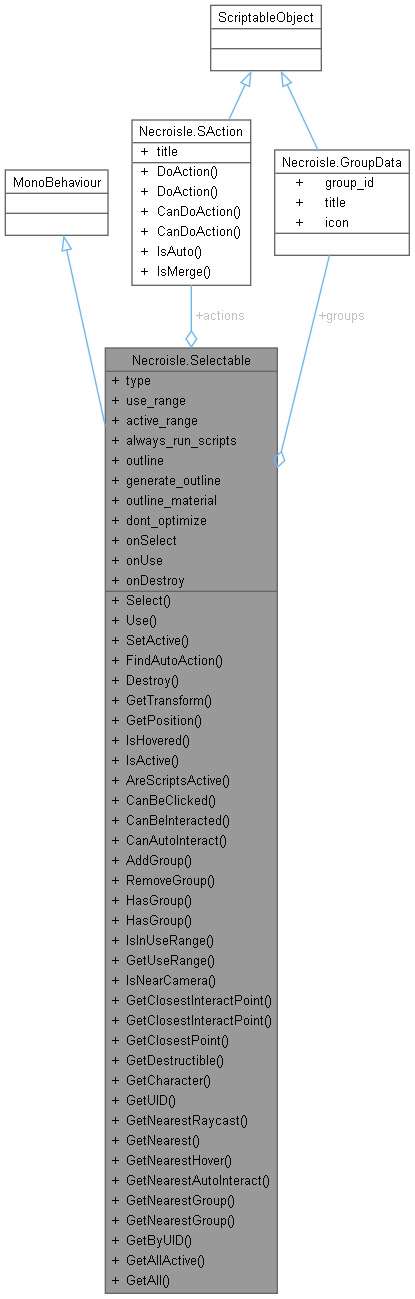 ScriptableObject
Necroisle.SAction
+ title
+ DoAction()
+ DoAction()
+ CanDoAction()
+ CanDoAction()
+ IsAuto()
+ IsMerge()
Necroisle.GroupData
+ group_id
+ title
+ icon
MonoBehaviour
+actions
+groups
Necroisle.Selectable
+ type
+ use_range
+ active_range
+ always_run_scripts
+ outline
+ generate_outline
+ outline_material
+ dont_optimize
+ onSelect
+ onUse
+ onDestroy
+ Select()
+ Use()
+ SetActive()
+ FindAutoAction()
+ Destroy()
+ GetTransform()
+ GetPosition()
+ IsHovered()
+ IsActive()
+ AreScriptsActive()
+ CanBeClicked()
+ CanBeInteracted()
+ CanAutoInteract()
+ AddGroup()
+ RemoveGroup()
+ HasGroup()
+ HasGroup()
+ IsInUseRange()
+ GetUseRange()
+ IsNearCamera()
+ GetClosestInteractPoint()
+ GetClosestInteractPoint()
+ GetClosestPoint()
+ GetDestructible()
+ GetCharacter()
+ GetUID()
+ GetNearestRaycast()
+ GetNearest()
+ GetNearestHover()
+ GetNearestAutoInteract()
+ GetNearestGroup()
+ GetNearestGroup()
+ GetByUID()
+ GetAllActive()
+ GetAll()